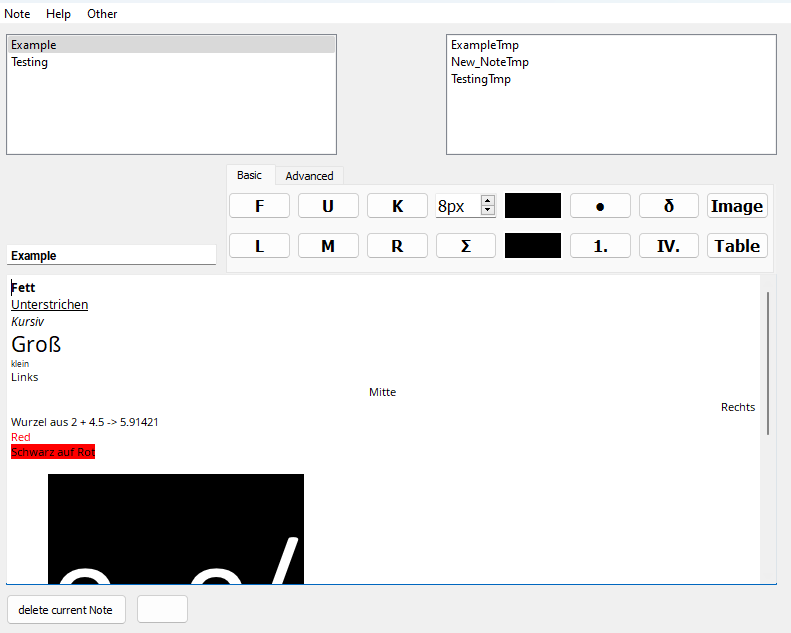 Note Help Other
Example
Testing
ExampleTmp
New_NoteTmp
TestingTmp
Basic Advanced
F U K 8px ● δ Image
L M R Σ 1. IV. Table
Example
Fett
Unterstrichen
Kursiv
Groß
klein
Links
Mitte
Rechts
Wurzel aus 2 + 4.5 -> 5.91421
Red
Schwarz auf Rot
delete current Note